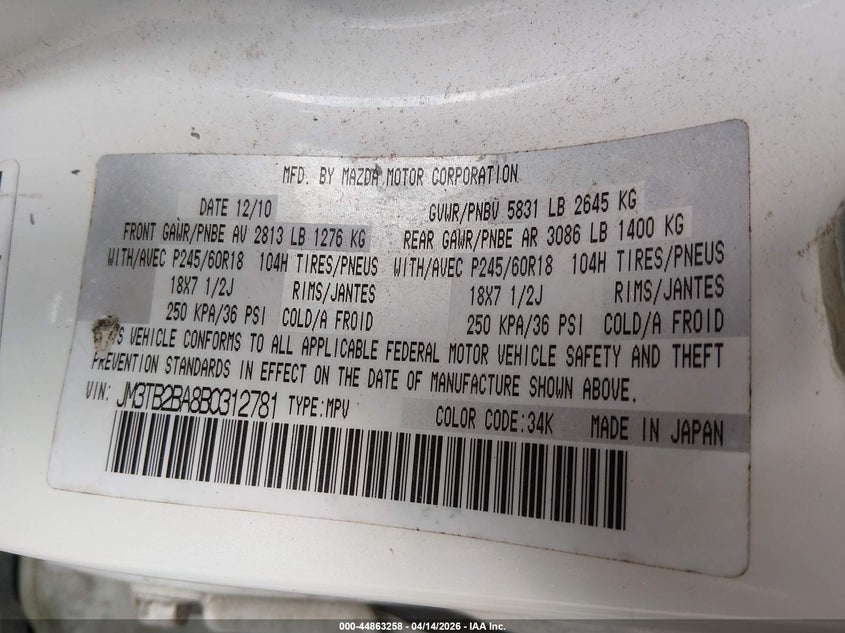 MFD. BY MAZDA MOTOR CORPORATION
DATE 12/10 GVWR/PNBV 5831 LB 2645 KG
FRONT GAWR/PNBE AV 2813 LB 1276 KG REAR GAWR/PNBE AR 3086 LB 1400 KG
WITH/AVEC P245/60R18 104H TIRES/PNEUS WITH/AVEC P245/60R18 104H TIRES/PNEUS
18X7 1/2J RIMS/JANTES 18X7 1/2J RIMS/JANTES
250 KPA/36 PSI COLD/A FROID 250 KPA/36 PSI COLD/A FROID
VEHICLE CONFORMS TO ALL APPLICABLE FEDERAL MOTOR VEHICLE SAFETY AND THEFT
PREVENTION STANDARDS IN EFFECT ON THE DATE OF MANUFACTURE SHOWN ABOVE.
VIN: JM3TB2BA8B0312781 TYPE:MPV COLOR CODE:34K MADE IN JAPAN
000-44863258 - 04/14/2026 - IAA Inc.